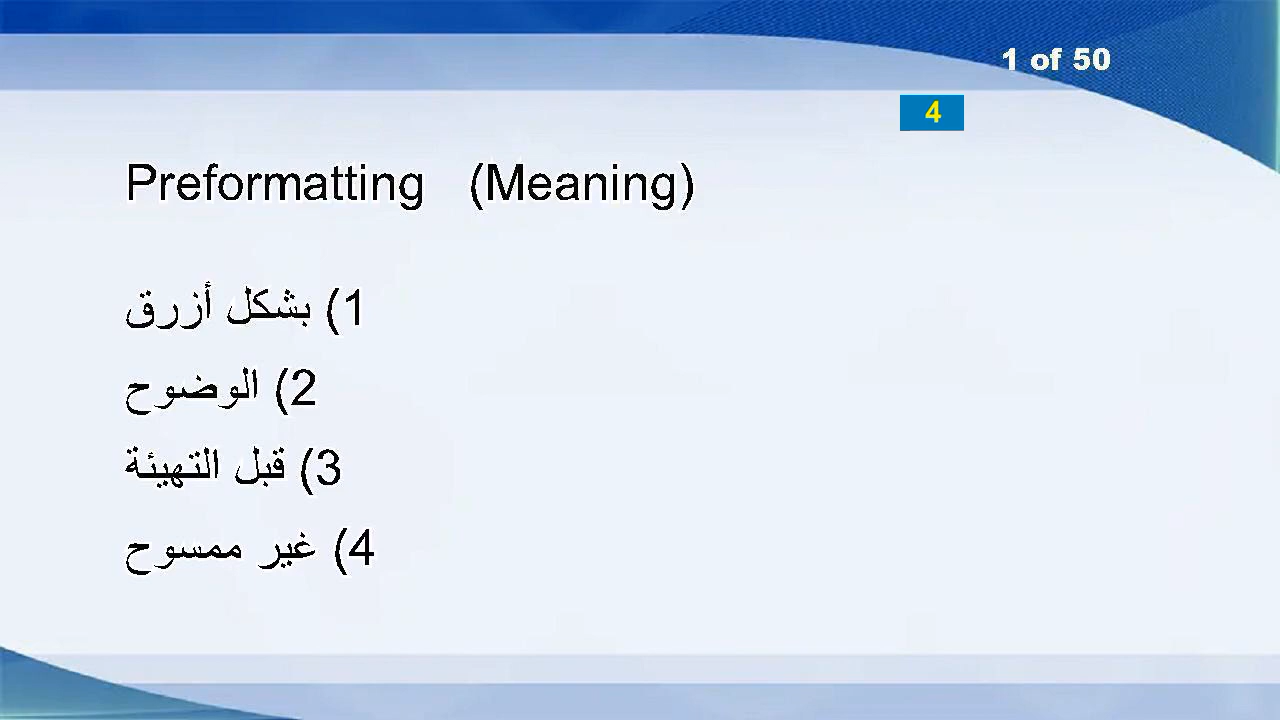 1 of 50
4
Preformatting (Meaning)
1) بشكل أزرق
2) الوضوح
3) قبل التهيئة
4) غير ممسوح